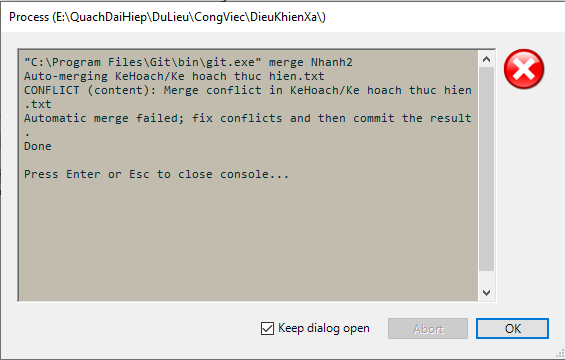 Process (E:\QuachDaiHiep\DuLieu\CongViec\DieuKhienXa\)
"C:\Program Files\Git\bin\git.exe" merge Nhanh2
Auto-merging KeHoach/Ke hoach thuc hien.txt
CONFLICT (content): Merge conflict in KeHoach/Ke hoach thuc hien
.txt
Automatic merge failed; fix conflicts and then commit the result
.
Done
Press Enter or Esc to close console...
Keep dialog open
Abort
OK